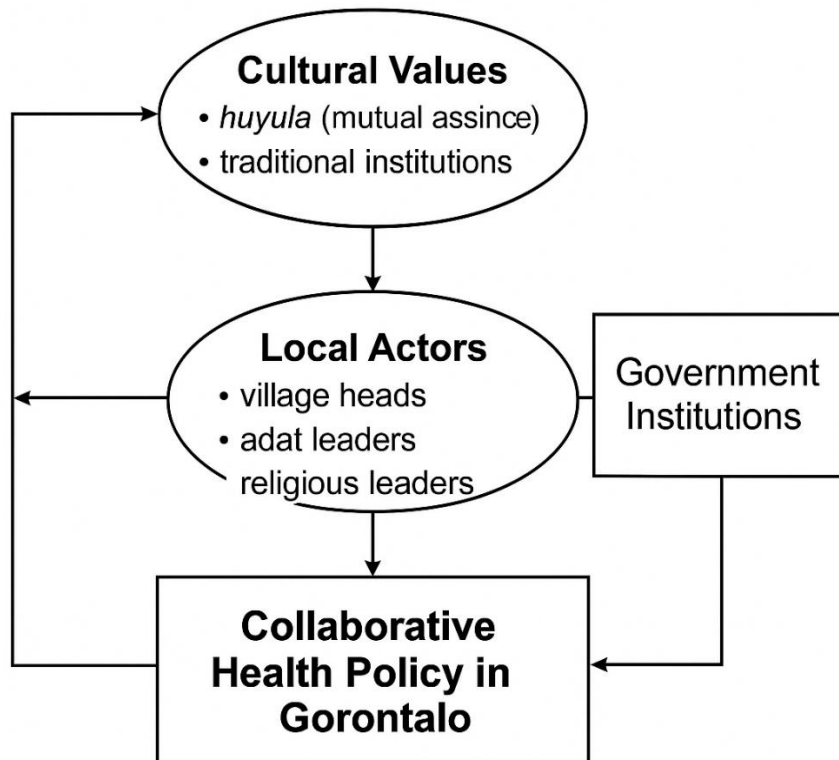 Cultural Values
• huyula (mutual assince)
• traditional institutions
Local Actors
• village heads
• adat leaders
religious leaders
Government
Institutions
Collaborative
Health Policy in
Gorontalo